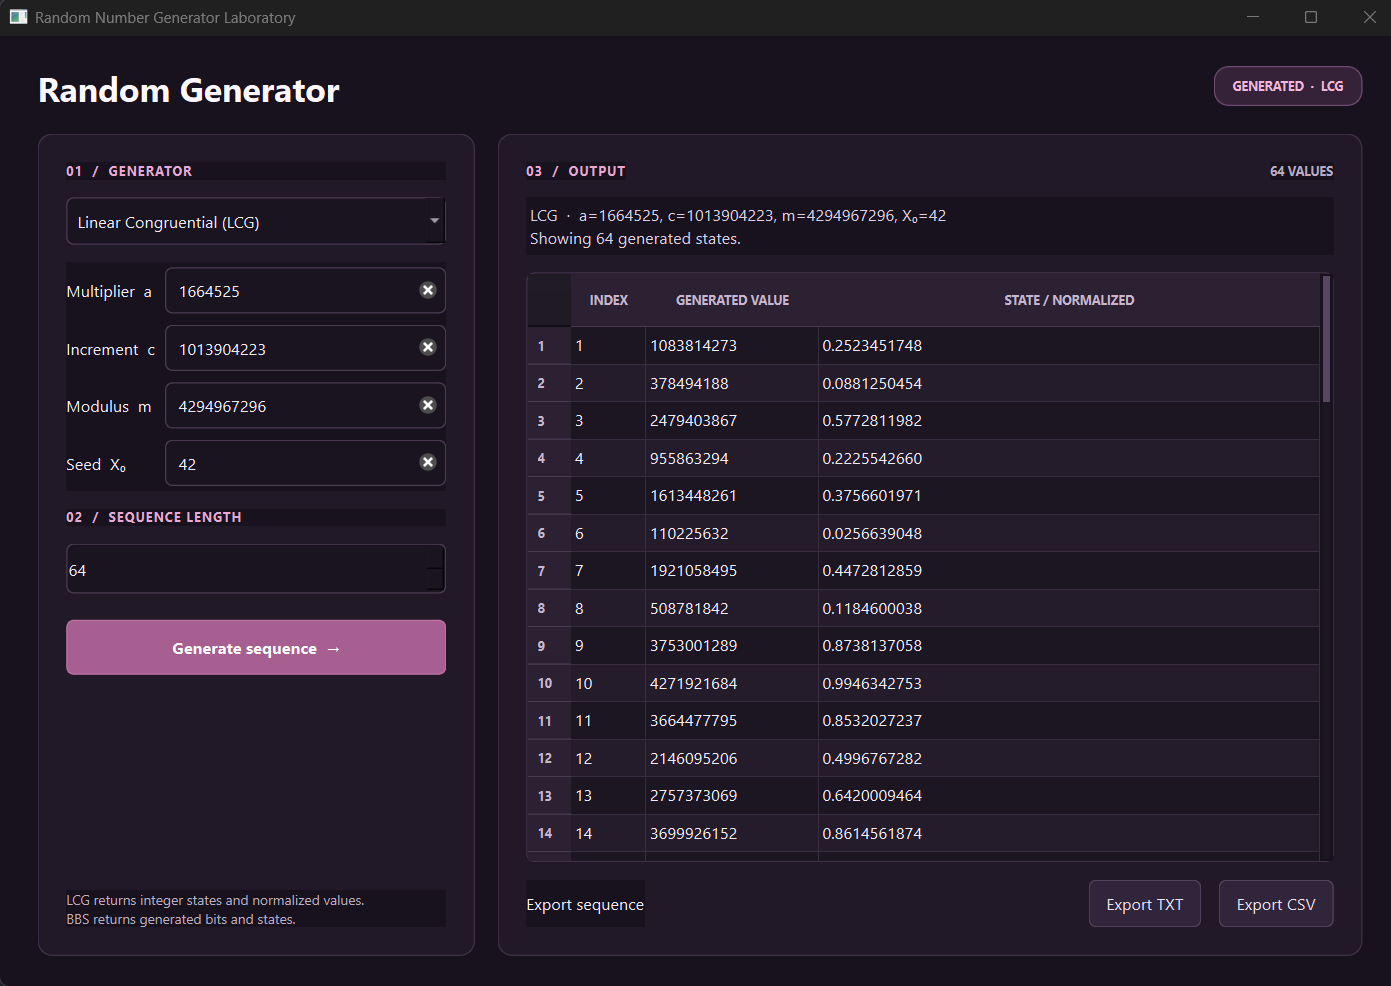 Random Number Generator Laboratory
Random Generator
GENERATED · LCG
01 / GENERATOR
Linear Congruential (LCG)
Multiplier a 1664525
Increment c 1013904223
Modulus m 4294967296
Seed X₀ 42
02 / SEQUENCE LENGTH
64
Generate sequence →
LCG returns integer states and normalized values.
BBS returns generated bits and states.
03 / OUTPUT
64 VALUES
LCG · a=1664525, c=1013904223, m=4294967296, X₀=42
Showing 64 generated states.
INDEX GENERATED VALUE STATE / NORMALIZED
1 1 1083814273 0.2523451748
2 2 378494188 0.0881250454
3 3 2479403867 0.5772811982
4 4 955863294 0.2225542660
5 5 1613448261 0.3756601971
6 6 110225632 0.0256639048
7 7 1921058495 0.4472812859
8 8 508781842 0.1184600038
9 9 3753001289 0.8738137058
10 10 4271921684 0.9946342753
11 11 3664477795 0.8532027237
12 12 2146095206 0.4996767282
13 13 2757373069 0.6420009464
14 14 3699926152 0.8614561874
Export sequence
Export TXT
Export CSV